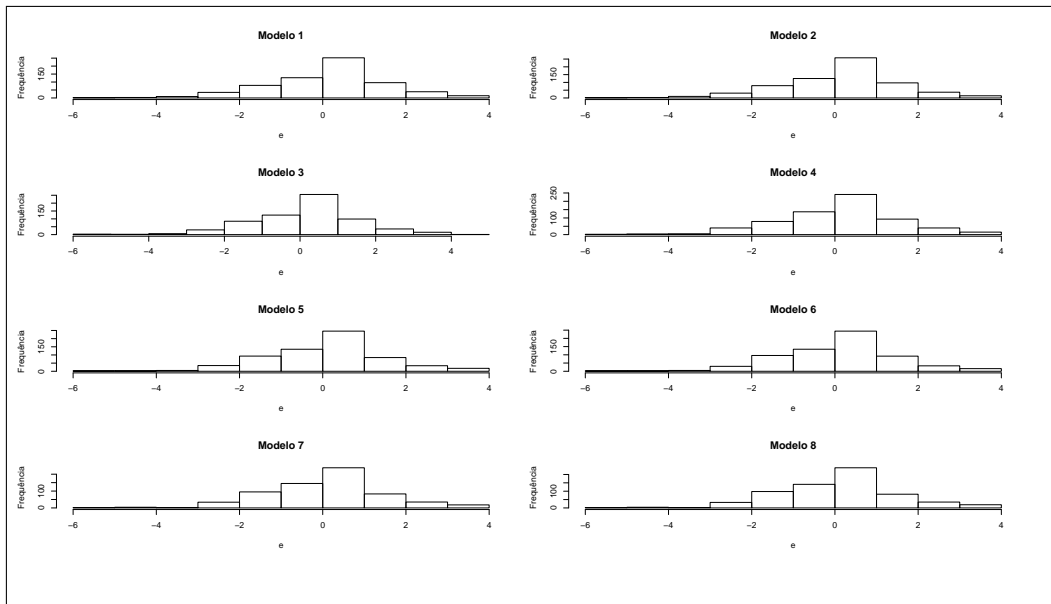 Modelo 1
Frequência
0 150
−6 −4 −2 0 2 4
e
Modelo 2
Frequência
0 150
−6 −4 −2 0 2 4
e
Modelo 3
Frequência
0 150
−6 −4 −2 0 2 4
e
Modelo 4
Frequência
0 100 250
−6 −4 −2 0 2 4
e
Modelo 5
Frequência
0 150
−6 −4 −2 0 2 4
e
Modelo 6
Frequência
0 150
−6 −4 −2 0 2 4
e
Modelo 7
Frequência
0 100
−6 −4 −2 0 2 4
e
Modelo 8
Frequência
0 100
−6 −4 −2 0 2 4
e